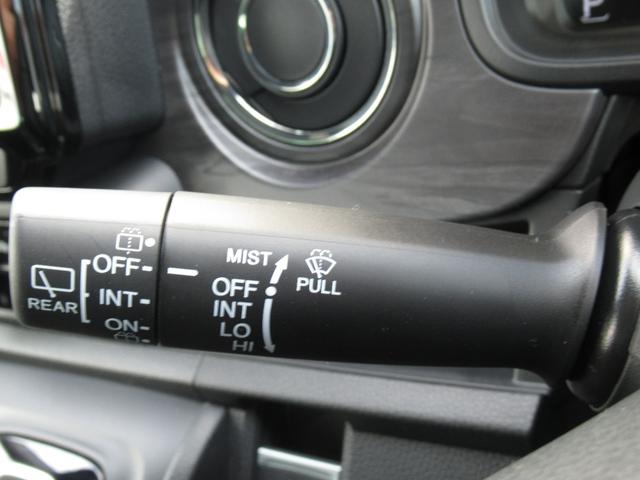 OFF
INT
ON
REAR
MIST
OFF
INT
LO
HI
PULL
P